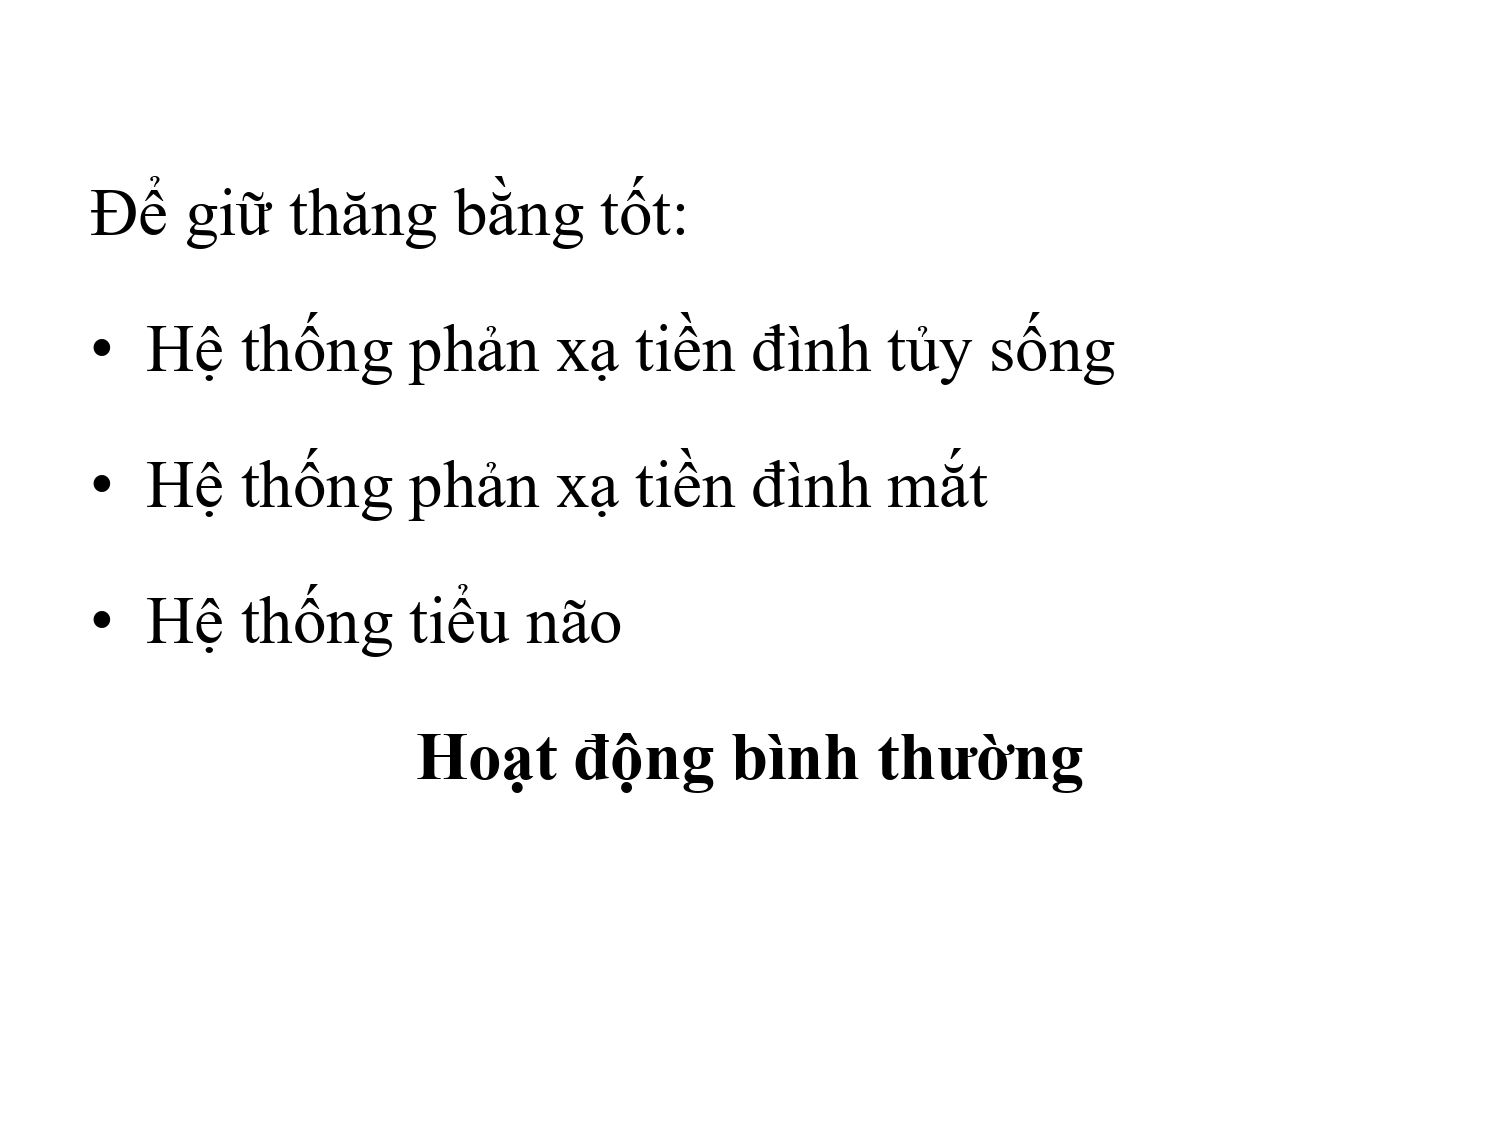 Để giữ thăng bằng tốt:
• Hệ thống phản xạ tiền đình tủy sống
• Hệ thống phản xạ tiền đình mắt
• Hệ thống tiểu não
Hoạt động bình thường